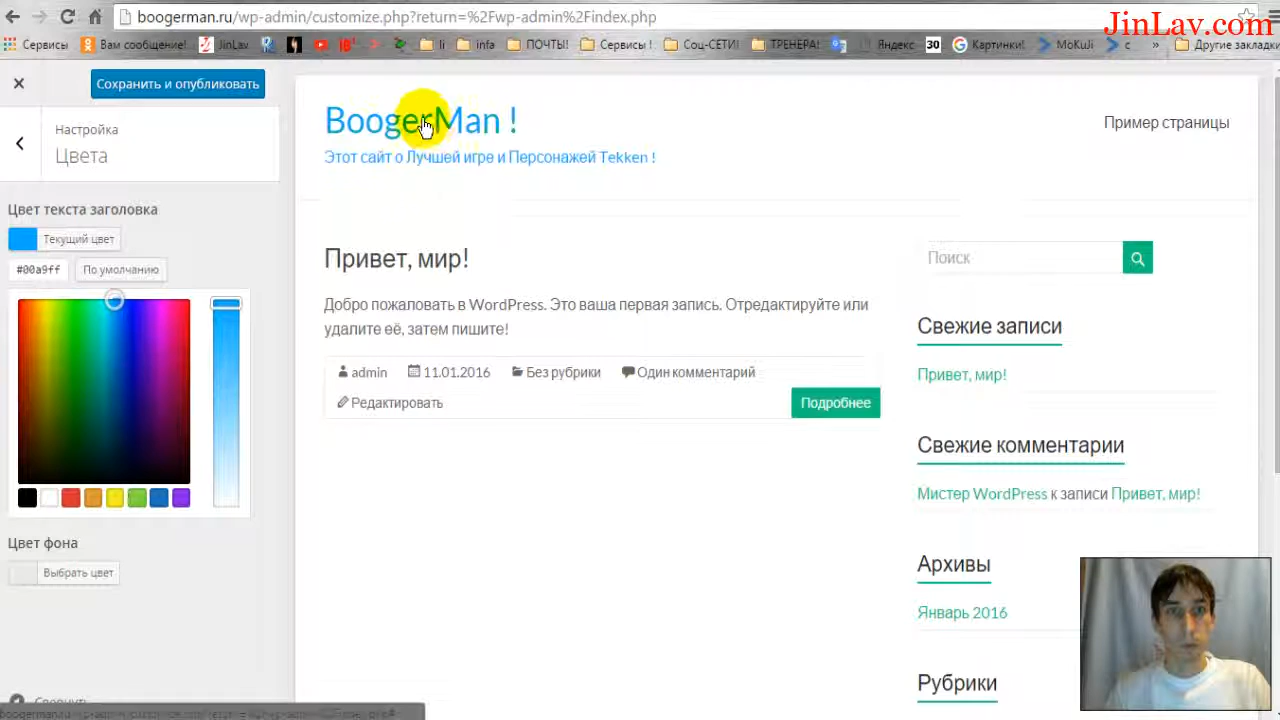 boogerman.ru/wp-admin/customize.php?return=%2Fwp-admin%2Findex.php
JinLav.com
Сервисы
Вам сообщение!
JinLav.
li
infa
ПОЧТЫ!
Сервисы !
Соц-СЕТИ!
ТРЕНЕРА!
Яндекс
30
Картинки!
MoKuJi
с
»
Другие закладки
Сохранить и опубликовать
Настройка
Цвета
BoogerMan !
Этот сайт о Лучшей игре и Персонажей Tekken !
Пример страницы
Цвет текста заголовка
Текущий цвет
#00a9ff
По умолчанию
Цвет фона
Выбрать цвет
Свернуть
Привет, мир!
Добро пожаловать в WordPress. Это ваша первая запись. Отредактируйте или
удалите её, затем пишите!
admin
11.01.2016
Без рубрики
Один комментарий
Редактировать
Подробнее
Поиск
Свежие записи
Привет, мир!
Свежие комментарии
Мистер WordPress к записи Привет, мир!
Архивы
Январь 2016
Рубрики